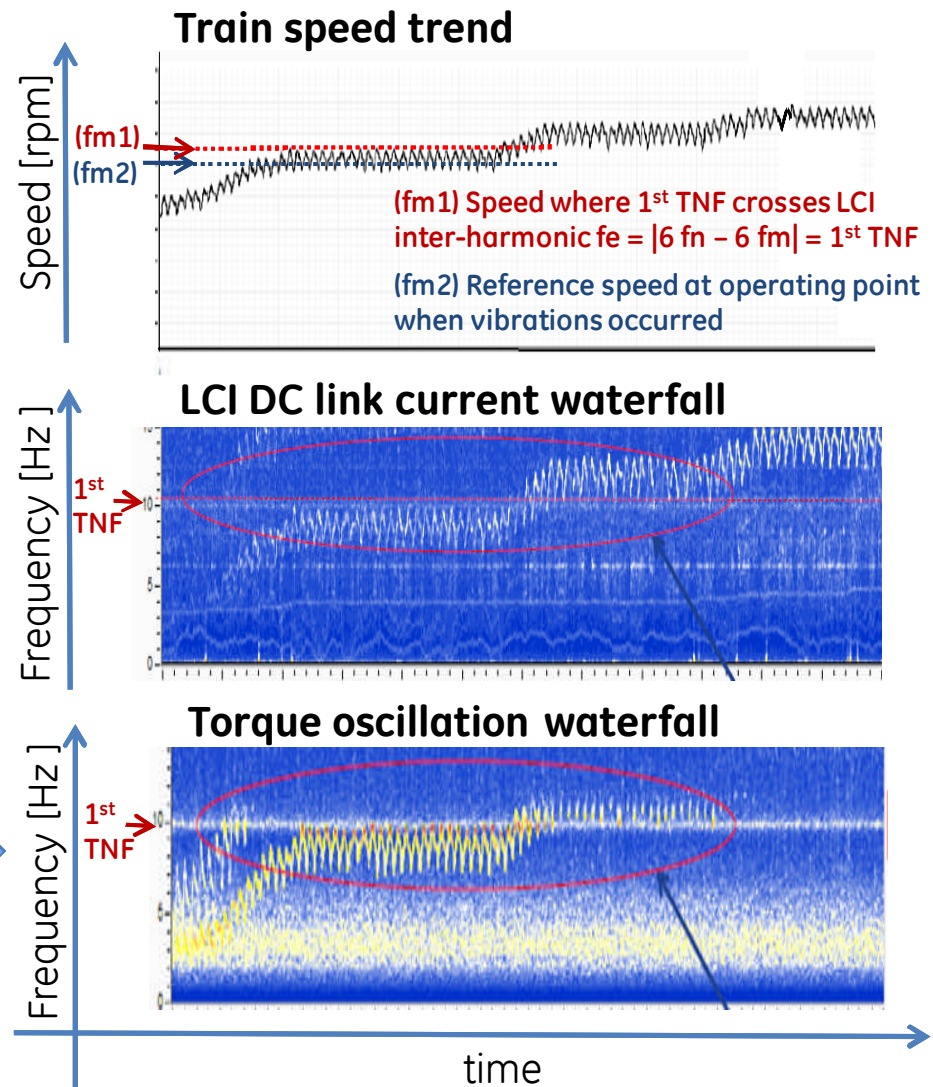 Train speed trend
Speed [rpm]
(fm1)
(fm2)
(fm1) Speed where 1st TNF crosses LCI
inter-harmonic fe = |6 fn – 6 fm| = 1st TNF
(fm2) Reference speed at operating point
when vibrations occurred
LCI DC link current waterfall
Frequency [Hz]
1st
TNF
10
5
0
Torque oscillation waterfall
Frequency [Hz]
1st
TNF
10
5
0
time